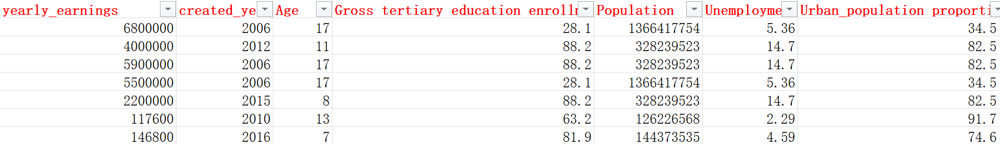 yearly_earnings created_ye Age Gross tertiary education enrolln Population Unemployme Urban_population proporti
6800000 2006 17 28.1 1366417754 5.36 34.5
4000000 2012 11 88.2 328239523 14.7 82.5
5900000 2006 17 88.2 328239523 14.7 82.5
5500000 2006 17 28.1 1366417754 5.36 34.5
2200000 2015 8 88.2 328239523 14.7 82.5
117600 2010 13 63.2 126226568 2.29 91.7
146800 2016 7 81.9 144373535 4.59 74.6